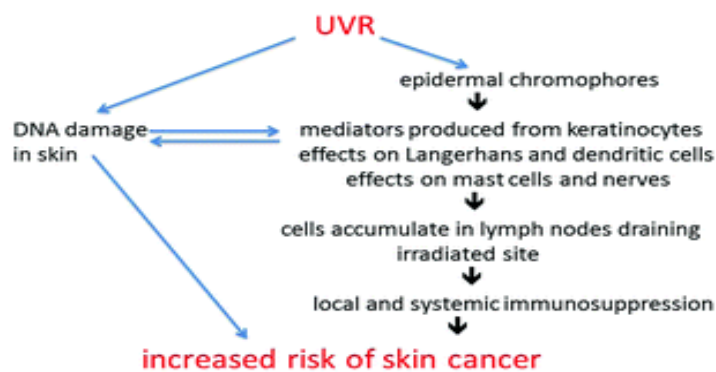 UVR
epidermal chromophores
DNA damage
in skin
mediators produced from keratinocytes
effects on Langerhans and dendritic cells
effects on mast cells and nerves
cells accumulate in lymph nodes draining
irradiated site
local and systemic immunosuppression
increased risk of skin cancer